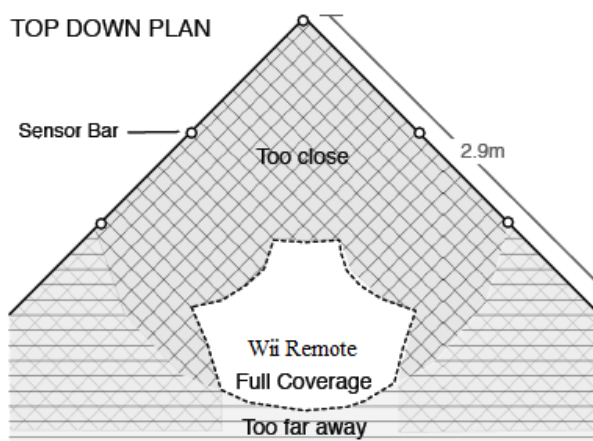 TOP DOWN PLAN
Sensor Bar
Too close
2.9m
Wii Remote
Full Coverage
Too far away